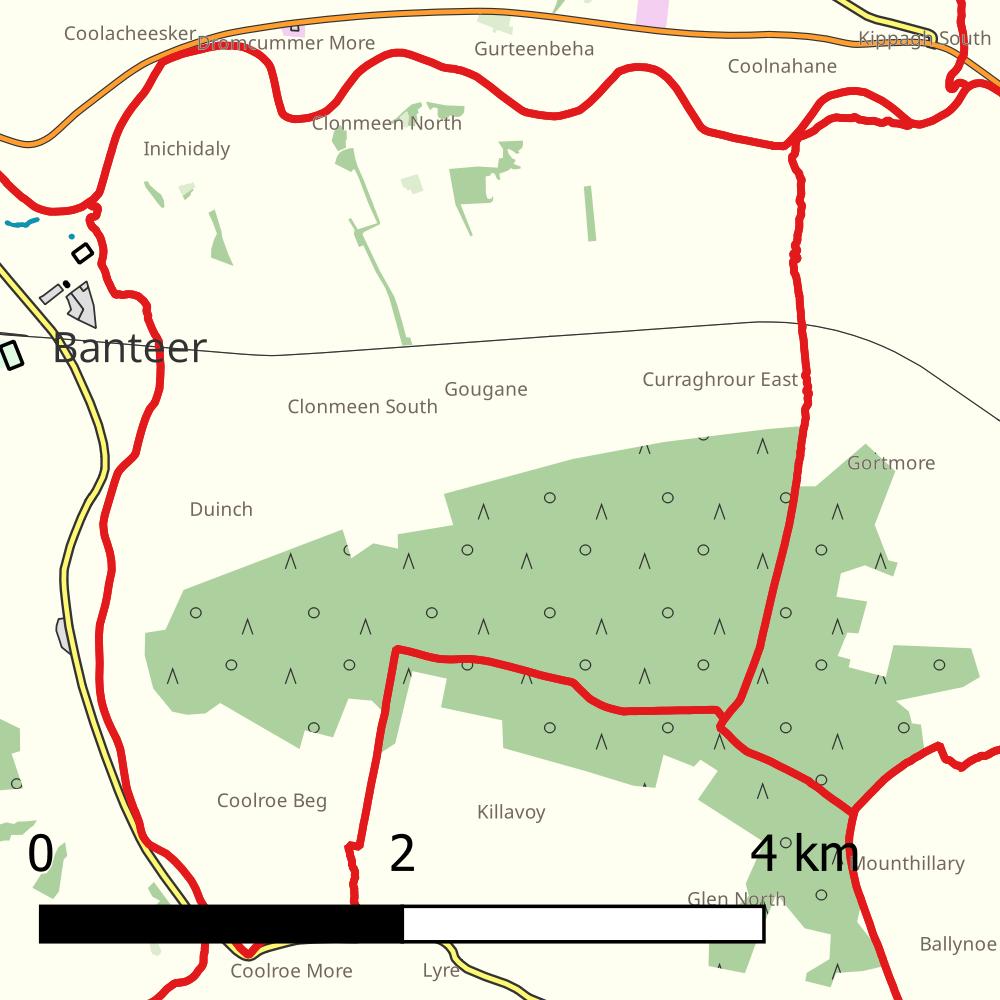 Coolacheesker
Dromcummer More
Gurteenbeha
Kippagh South
Coolnahane
Clonmeen North
Inichidaly
Banteer
Curraghrour East
Gougane
Clonmeen South
Gortmore
Duinch
Coolroe Beg
Killavoy
0 2 4 km
Mounthillary
Glen North
Ballynoe
Coolroe More
Lyre